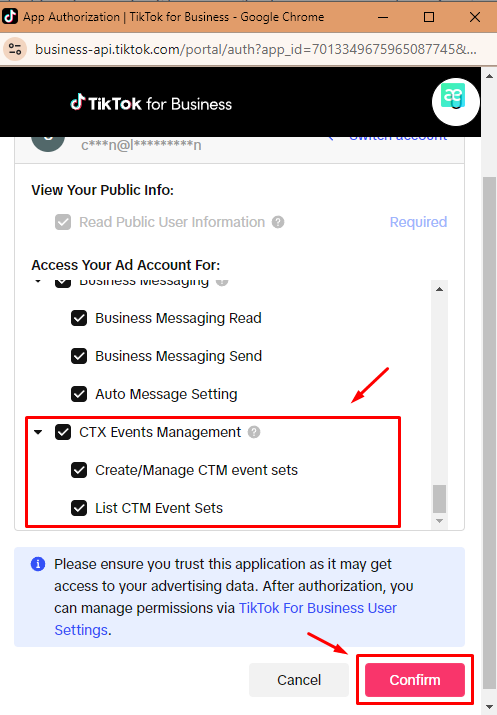 App Authorization | TikTok for Business - Google Chrome
business-api.tiktok.com/portal/auth?app_id=7013349675965087745&...
TikTok for Business
c***n@l*********n
Switch account
View Your Public Info:
Read Public User Information ?
Required
Access Your Ad Account For:
Business Messaging ?
Business Messaging Read
Business Messaging Send
Auto Message Setting
CTX Events Management ?
Create/Manage CTM event sets
List CTM Event Sets
Please ensure you trust this application as it may get
access to your advertising data. After authorization, you
can manage permissions via TikTok For Business User
Settings.
Cancel
Confirm